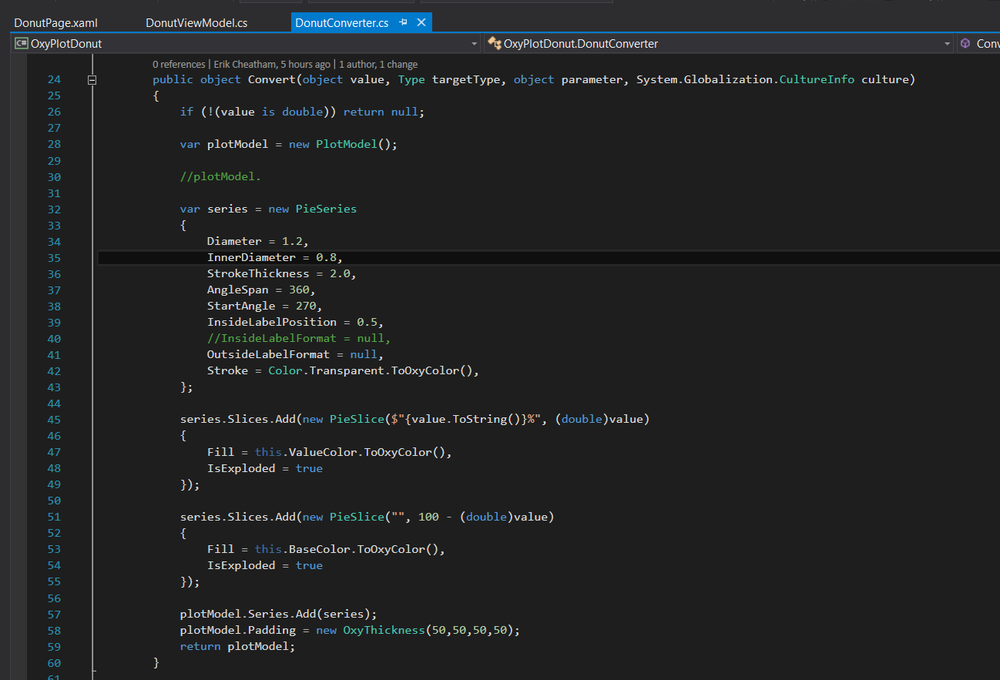 DonutPage.xaml DonutViewModel.cs DonutConverter.cs
C# OxyPlotDonut OxyPlotDonut.DonutConverter Conv
0 references | Erik Cheatham, 5 hours ago | 1 author, 1 change
24 public object Convert(object value, Type targetType, object parameter, System.Globalization.CultureInfo culture)
25 {
26 if (!(value is double)) return null;
27
28 var plotModel = new PlotModel();
29
30 //plotModel.
31
32 var series = new PieSeries
33 {
34 Diameter = 1.2,
35 InnerDiameter = 0.8,
36 StrokeThickness = 2.0,
37 AngleSpan = 360,
38 StartAngle = 270,
39 InsideLabelPosition = 0.5,
40 //InsideLabelFormat = null,
41 OutsideLabelFormat = null,
42 Stroke = Color.Transparent.ToOxyColor(),
43 };
44
45 series.Slices.Add(new PieSlice($"{value.ToString()}%", (double)value)
46 {
47 Fill = this.ValueColor.ToOxyColor(),
48 IsExploded = true
49 });
50
51 series.Slices.Add(new PieSlice("", 100 - (double)value)
52 {
53 Fill = this.BaseColor.ToOxyColor(),
54 IsExploded = true
55 });
56
57 plotModel.Series.Add(series);
58 plotModel.Padding = new OxyThickness(50,50,50,50);
59 return plotModel;
60 }
61